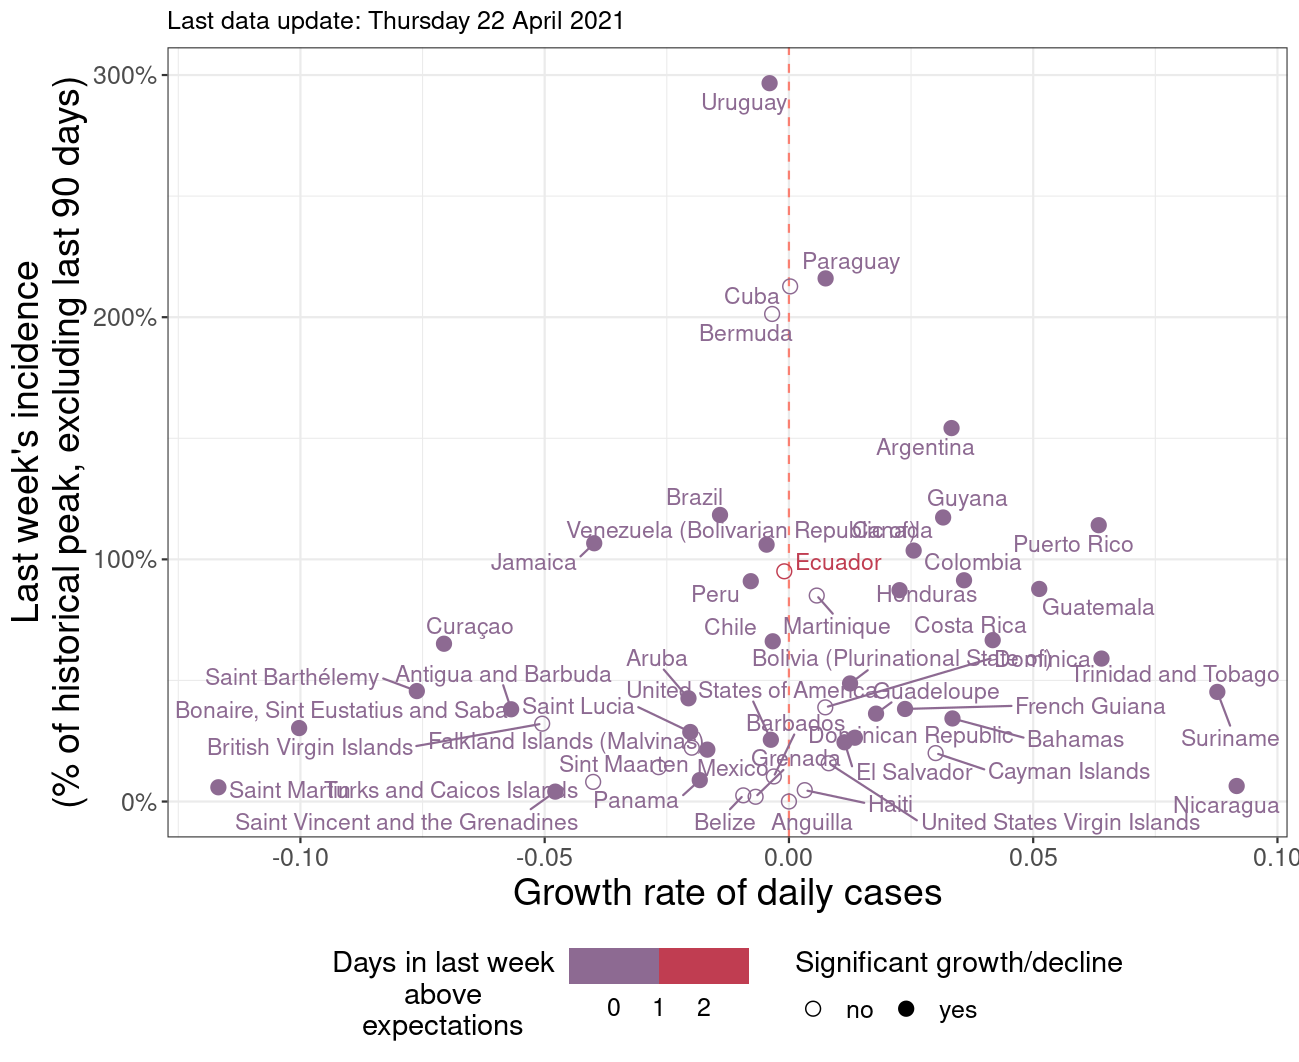 Last data update: Thursday 22 April 2021
Last week's incidence
(% of historical peak, excluding last 90 days)
300%
200%
100%
0%
Uruguay
Paraguay
Cuba
Bermuda
Argentina
Brazil
Guyana
Venezuela (Bolivarian Republic of)
Canada
Puerto Rico
Jamaica
Ecuador
Colombia
Peru
Honduras
Guatemala
Curaçao
Chile
Martinique
Costa Rica
Aruba
Bolivia (Plurinational State of)
Dominica
Saint Barthélemy
Antigua and Barbuda
Trinidad and Tobago
United States of America
Guadeloupe
Bonaire, Sint Eustatius and Saba
Saint Lucia
French Guiana
Barbados
British Virgin Islands
Falkland Islands (Malvinas)
Dominican Republic
Bahamas
Suriname
Sint Maarten
Mexico
Grenada
El Salvador
Cayman Islands
Saint Martin
Turks and Caicos Islands
Panama
Haiti
Nicaragua
Saint Vincent and the Grenadines
Belize
Anguilla
United States Virgin Islands
-0.10
-0.05
0.00
0.05
0.10
Growth rate of daily cases
Days in last week
above
expectations
0 1 2
Significant growth/decline
no yes